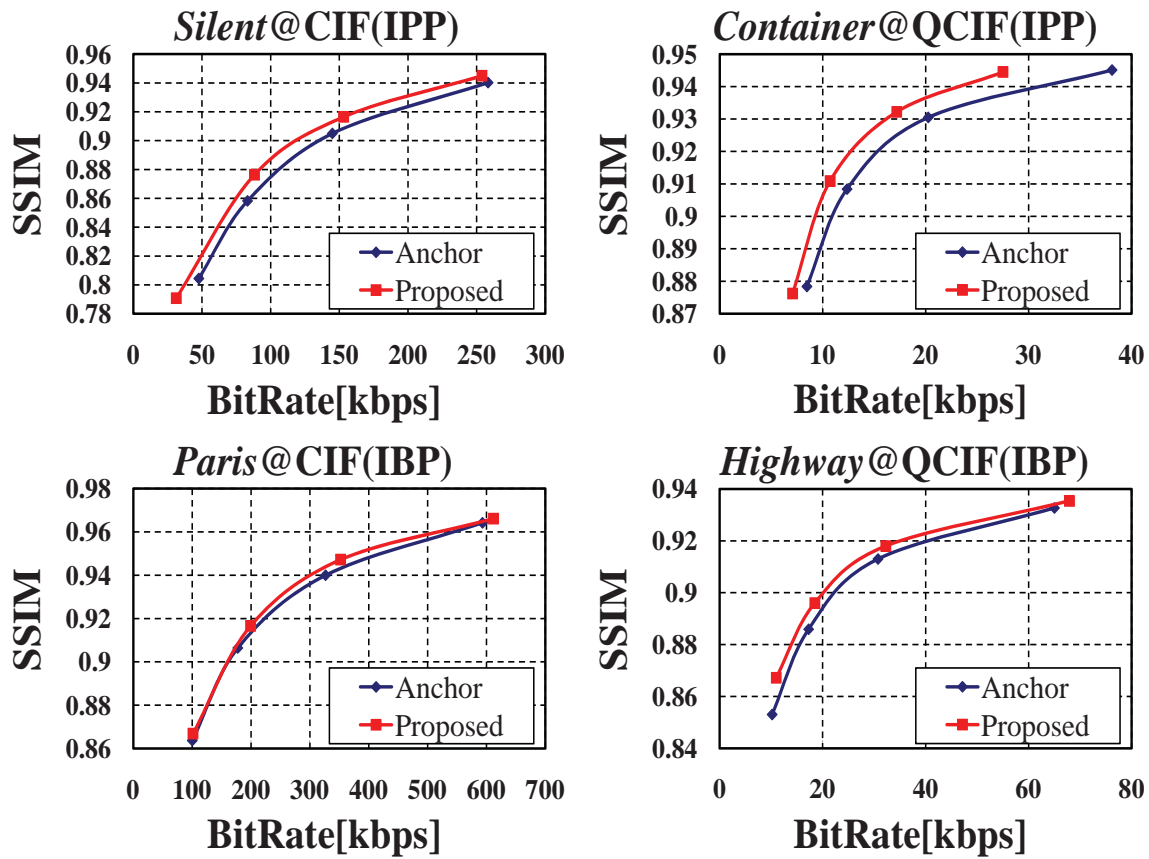 Silent@CIF(IPP)
0.96
0.94
0.92
0.9
0.88
0.86
0.84
0.82
0.8
0.78
SSIM
Anchor
Proposed
0 50 100 150 200 250 300
BitRate[kbps]
Container@QCIF(IPP)
0.95
0.94
0.93
0.92
0.91
0.9
0.89
0.88
0.87
SSIM
Anchor
Proposed
0 10 20 30 40
BitRate[kbps]
Paris@CIF(IBP)
0.98
0.96
0.94
0.92
0.9
0.88
0.86
SSIM
Anchor
Proposed
0 100 200 300 400 500 600 700
BitRate[kbps]
Highway@QCIF(IBP)
0.94
0.92
0.9
0.88
0.86
0.84
SSIM
Anchor
Proposed
0 20 40 60 80
BitRate[kbps]